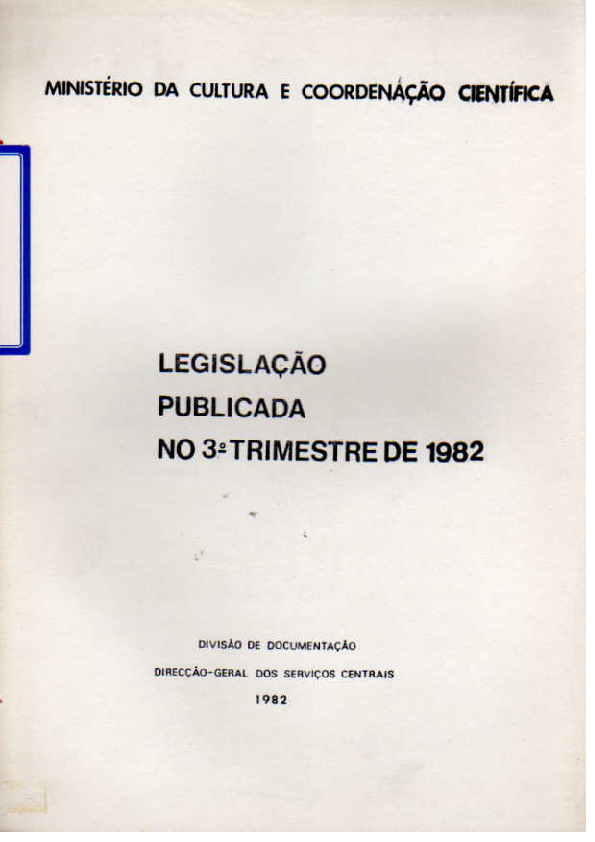 MINISTÉRIO DA CULTURA E COORDENAÇÃO CIENTÍFICA
LEGISLAÇÃO
PUBLICADA
NO 3º TRIMESTRE DE 1982
DIVISÃO DE DOCUMENTAÇÃO
DIRECÇÃO-GERAL DOS SERVIÇOS CENTRAIS
1982